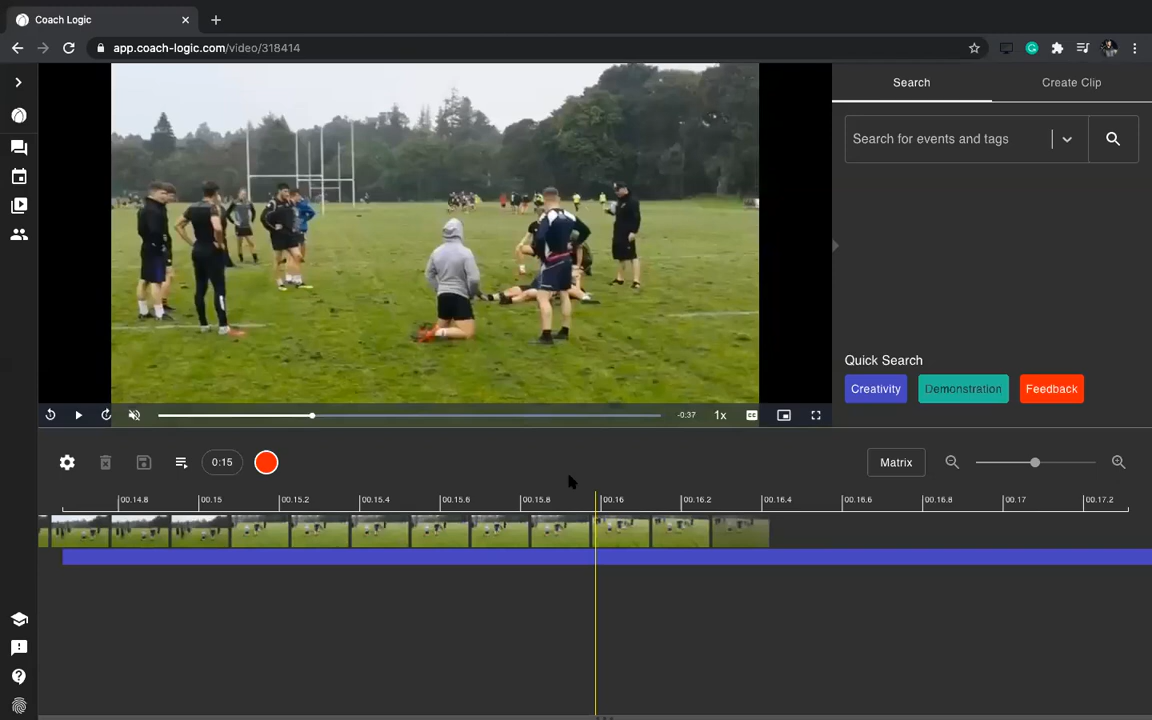 Coach Logic
app.coach-logic.com/video/318414
Search
Create Clip
Search for events and tags
Quick Search
Creativity
Demonstration
Feedback
-0:37
1x
CC
0:15
Matrix
00.14.8
00.15
00.15.2
00.15.4
00.15.6
00.15.8
00.16
00.16.2
00.16.4
00.16.6
00.16.8
00.17
00.17.2